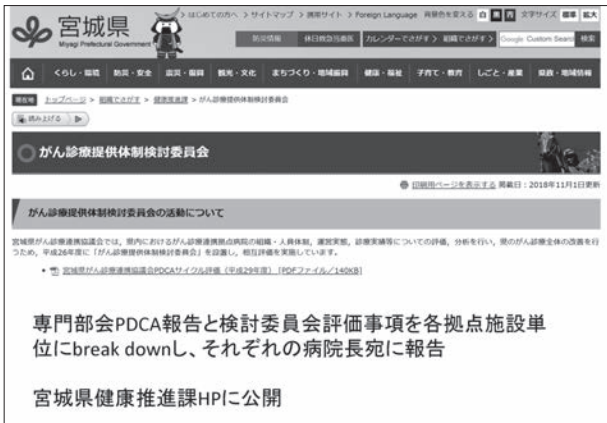 宮城県
Miyagi Prefectural Government
> はじめての方へ > サイトマップ > 携帯サイト > Foreign Language 背景色を変える 白 黒 青 文字サイズ 標準 拡大
防災情報 休日救急当番医 カレンダーでさがす> 組織でさがす> Google Custom Search 検索
くらし・環境 防災・安全 震災・復興 観光・文化 まちづくり・地域振興 健康・福祉 子育て・教育 しごと・産業 県政・地域情報
現在地 トップページ > 組織でさがす > 健康推進課 > がん診療提供体制検討委員会
読み上げる
がん診療提供体制検討委員会
印刷用ページを表示する 掲載日：2018年11月1日更新
がん診療提供体制検討委員会の活動について
宮城県がん診療連携協議会では，県内におけるがん診療連携拠点病院の組織・人員体制，運営実態，診療実績等についての評価，分析を行い，県のがん診療全体の改善を行
うため，平成26年度に「がん診療提供体制検討委員会」を設置し，相互評価を実施しています。
• 宮城県がん診療連携協議会PDCAサイクル評価（平成29年度） [PDFファイル／140KB]
専門部会PDCA報告と検討委員会評価事項を各拠点施設単
位にbreak downし、それぞれの病院長宛に報告
宮城県健康推進課HPに公開